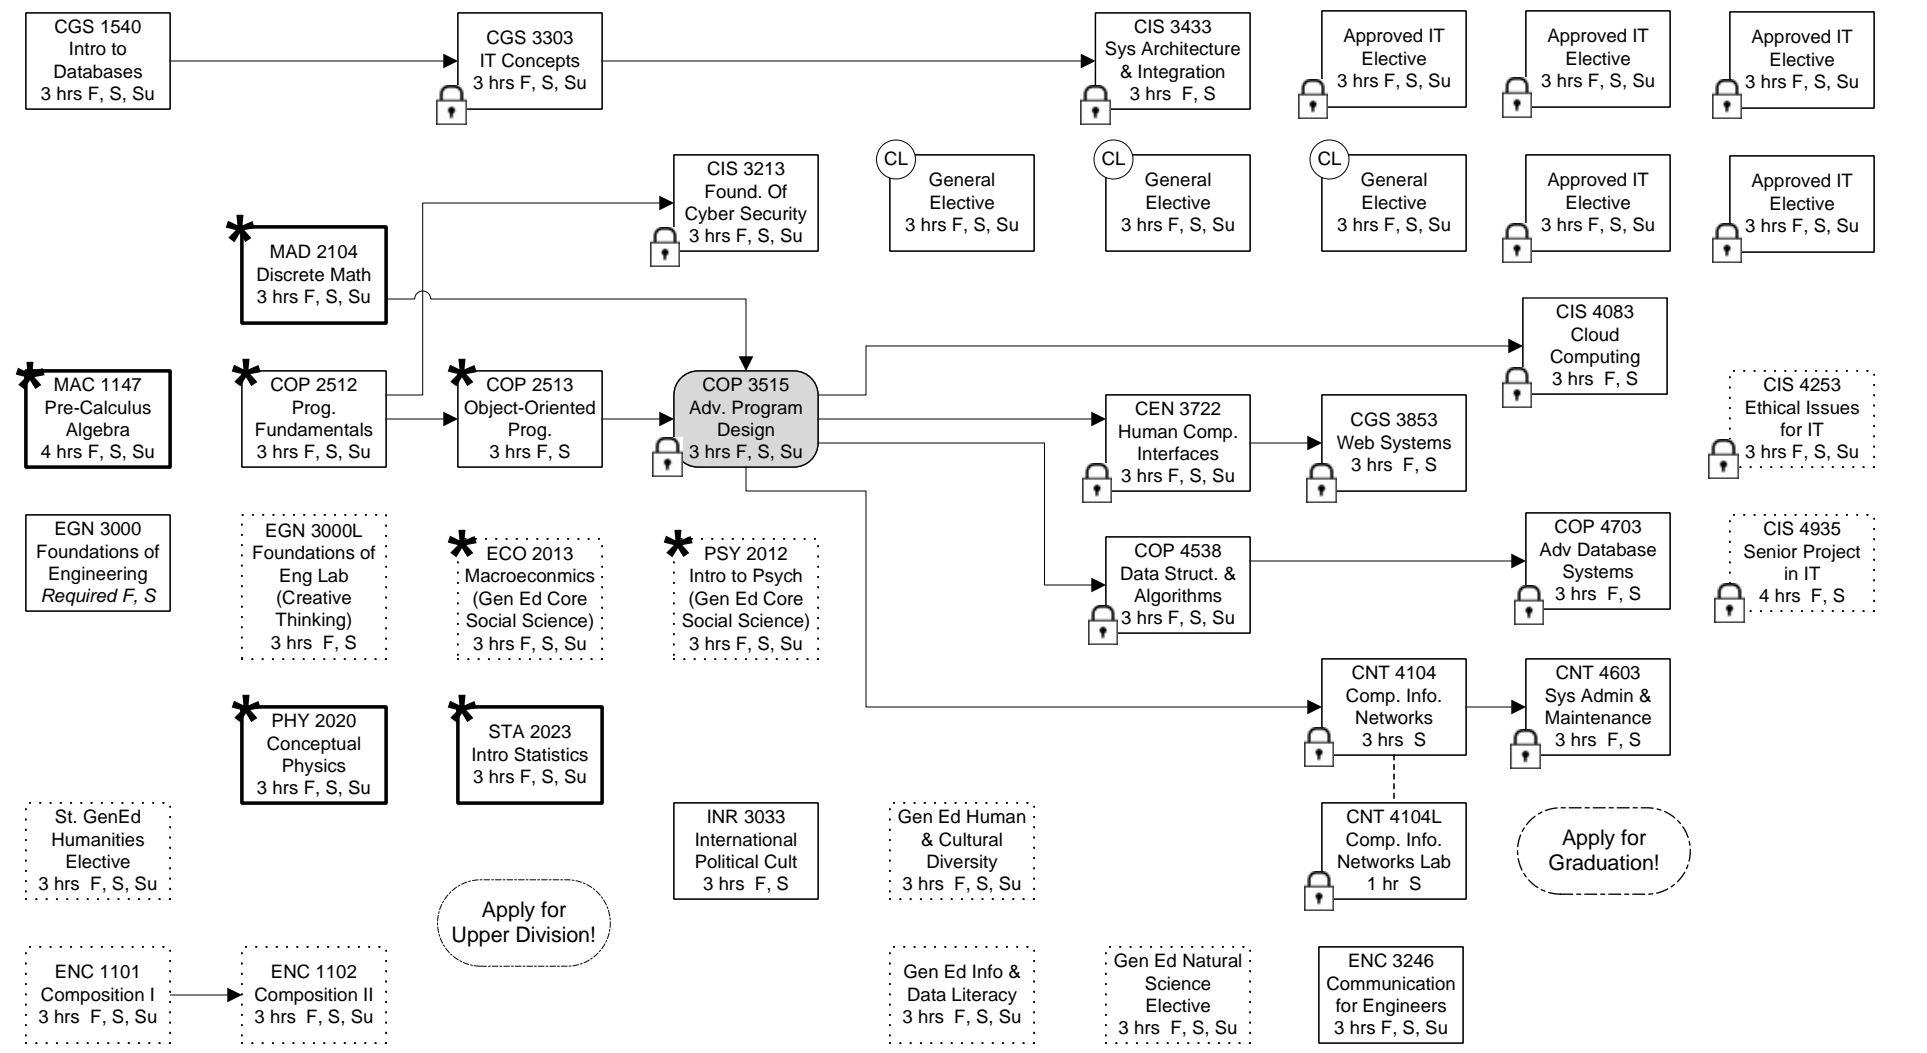 CGS 1540
Intro to
Databases
3 hrs F, S, Su
CGS 3303
IT Concepts
3 hrs F, S, Su
CIS 3433
Sys Architecture
& Integration
3 hrs F, S
Approved IT
Elective
3 hrs F, S, Su
Approved IT
Elective
3 hrs F, S, Su
Approved IT
Elective
3 hrs F, S, Su
CIS 3213
Found. Of
Cyber Security
3 hrs F, S, Su
CL
General
Elective
3 hrs F, S, Su
CL
General
Elective
3 hrs F, S, Su
CL
General
Elective
3 hrs F, S, Su
Approved IT
Elective
3 hrs F, S, Su
Approved IT
Elective
3 hrs F, S, Su
*
MAD 2104
Discrete Math
3 hrs F, S, Su
CIS 4083
Cloud
Computing
3 hrs F, S
*
MAC 1147
Pre-Calculus
Algebra
4 hrs F, S, Su
*
COP 2512
Prog.
Fundamentals
3 hrs F, S, Su
*
COP 2513
Object-Oriented
Prog.
3 hrs F, S
COP 3515
Adv. Program
Design
3 hrs F, S, Su
CEN 3722
Human Comp.
Interfaces
3 hrs F, S, Su
CGS 3853
Web Systems
3 hrs F, S
CIS 4253
Ethical Issues
for IT
3 hrs F, S, Su
EGN 3000
Foundations of
Engineering
Required F, S
EGN 3000L
Foundations of
Eng Lab
(Creative
Thinking)
3 hrs F, S
*
ECO 2013
Macroeconmics
(Gen Ed Core
Social Science)
3 hrs F, S, Su
*
PSY 2012
Intro to Psych
(Gen Ed Core
Social Science)
3 hrs F, S, Su
COP 4538
Data Struct. &
Algorithms
3 hrs F, S, Su
COP 4703
Adv Database
Systems
3 hrs F, S
CIS 4935
Senior Project
in IT
4 hrs F, S
*
PHY 2020
Conceptual
Physics
3 hrs F, S, Su
*
STA 2023
Intro Statistics
3 hrs F, S, Su
CNT 4104
Comp. Info.
Networks
3 hrs S
CNT 4603
Sys Admin &
Maintenance
3 hrs F, S
St. GenEd
Humanities
Elective
3 hrs F, S, Su
INR 3033
International
Political Cult
3 hrs F, S
Gen Ed Human
& Cultural
Diversity
3 hrs F, S, Su
CNT 4104L
Comp. Info.
Networks Lab
1 hr S
Apply for
Graduation!
Apply for
Upper Division!
ENC 1101
Composition I
3 hrs F, S, Su
ENC 1102
Composition II
3 hrs F, S, Su
Gen Ed Info &
Data Literacy
3 hrs F, S, Su
Gen Ed Natural
Science
Elective
3 hrs F, S, Su
ENC 3246
Communication
for Engineers
3 hrs F, S, Su